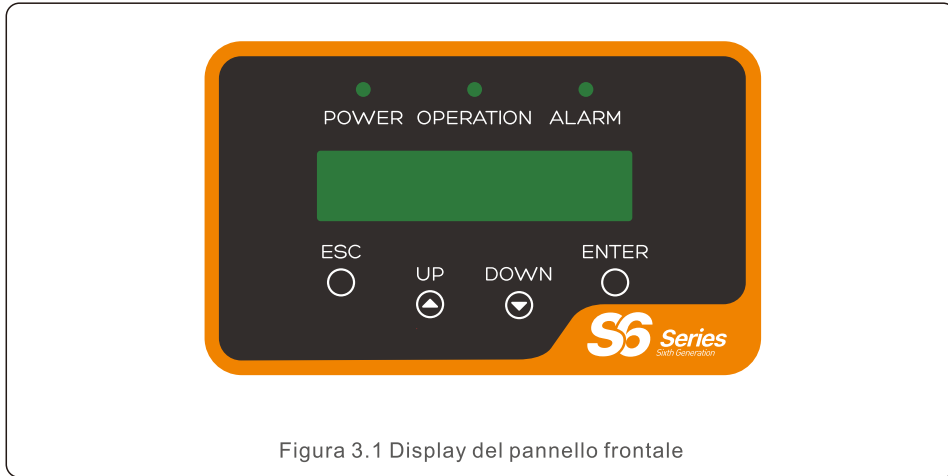 POWER OPERATION ALARM
ESC ENTER
UP DOWN
S6 Series
Sixth Generation
Figura 3.1 Display del pannello frontale